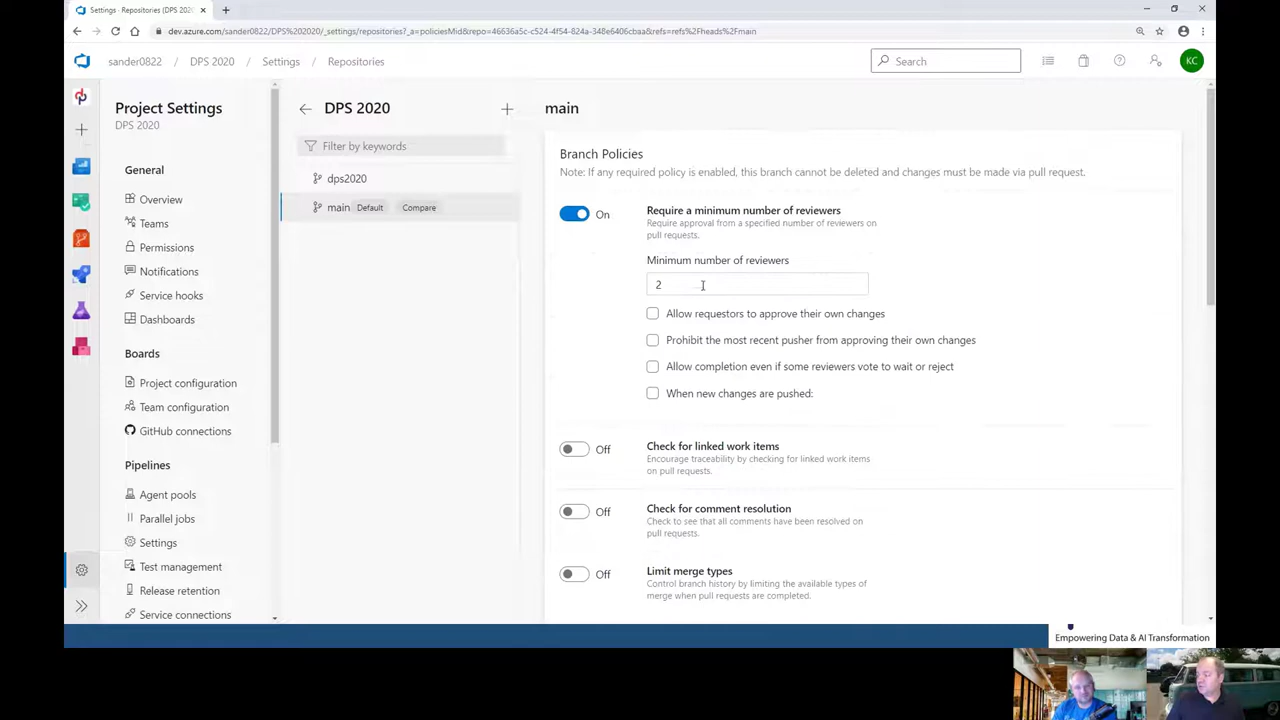 Settings · Repositories (DPS 2020)
dev.azure.com/sander0822/DPS%202020/_settings/repositories?_a=policiesMid&repo=46636a5c-c524-4f54-824a-348e6406cbaa&refs=refs%2Fheads%2Fmain
sander0822 / DPS 2020 / Settings / Repositories
Search
KC
Project Settings
DPS 2020
General
Overview
Teams
Permissions
Notifications
Service hooks
Dashboards
Boards
Project configuration
Team configuration
GitHub connections
Pipelines
Agent pools
Parallel jobs
Settings
Test management
Release retention
Service connections
DPS 2020
Filter by keywords
dps2020
main Default Compare
main
Branch Policies
Note: If any required policy is enabled, this branch cannot be deleted and changes must be made via pull request.
On
Require a minimum number of reviewers
Require approval from a specified number of reviewers on
pull requests.
Minimum number of reviewers
2
Allow requestors to approve their own changes
Prohibit the most recent pusher from approving their own changes
Allow completion even if some reviewers vote to wait or reject
When new changes are pushed:
Off
Check for linked work items
Encourage traceability by checking for linked work items
on pull requests.
Off
Check for comment resolution
Check to see that all comments have been resolved on
pull requests.
Off
Limit merge types
Control branch history by limiting the available types of
merge when pull requests are completed.
Empowering Data & AI Transformation